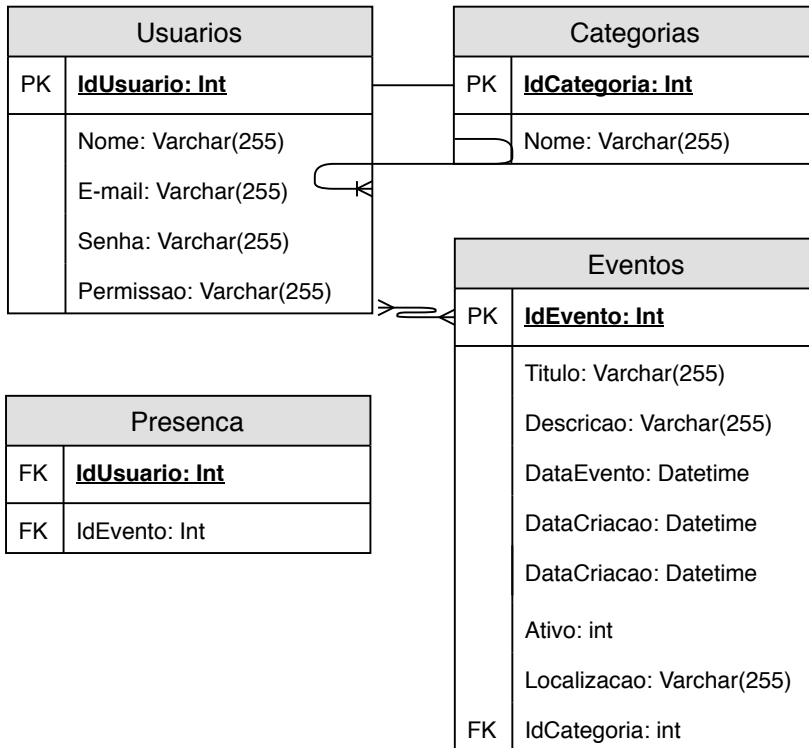 Usuarios
PK IdUsuario: Int
Nome: Varchar(255)
E-mail: Varchar(255)
Senha: Varchar(255)
Permissao: Varchar(255)
Categorias
PK IdCategoria: Int
Nome: Varchar(255)
Eventos
PK IdEvento: Int
Titulo: Varchar(255)
Descricao: Varchar(255)
DataEvento: Datetime
DataCriacao: Datetime
DataCriacao: Datetime
Ativo: int
Localizacao: Varchar(255)
FK IdCategoria: int
Presenca
FK IdUsuario: Int
FK IdEvento: Int